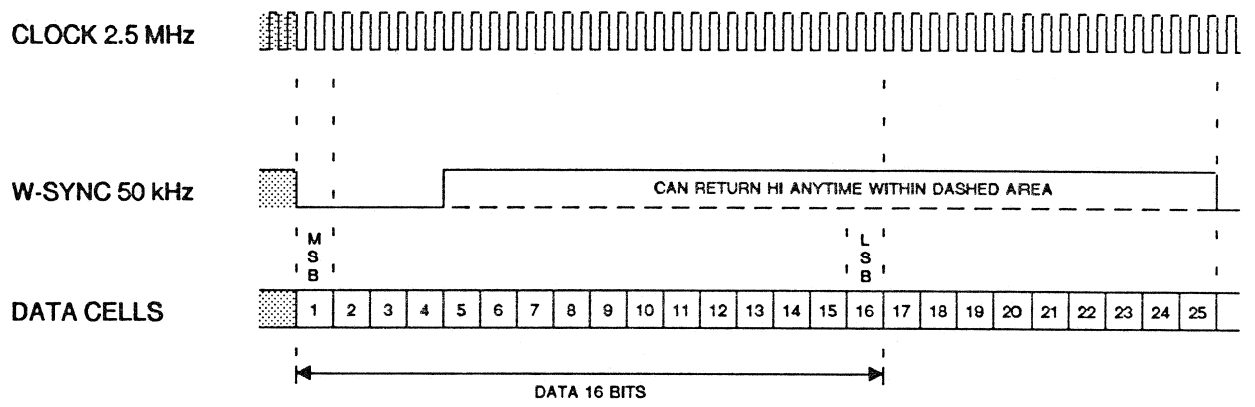 CLOCK 2.5 MHz
W-SYNC 50 kHz
CAN RETURN HI ANYTIME WITHIN DASHED AREA
MSB
LSB
DATA CELLS
1 2 3 4 5 6 7 8 9 10 11 12 13 14 15 16 17 18 19 20 21 22 23 24 25
DATA 16 BITS